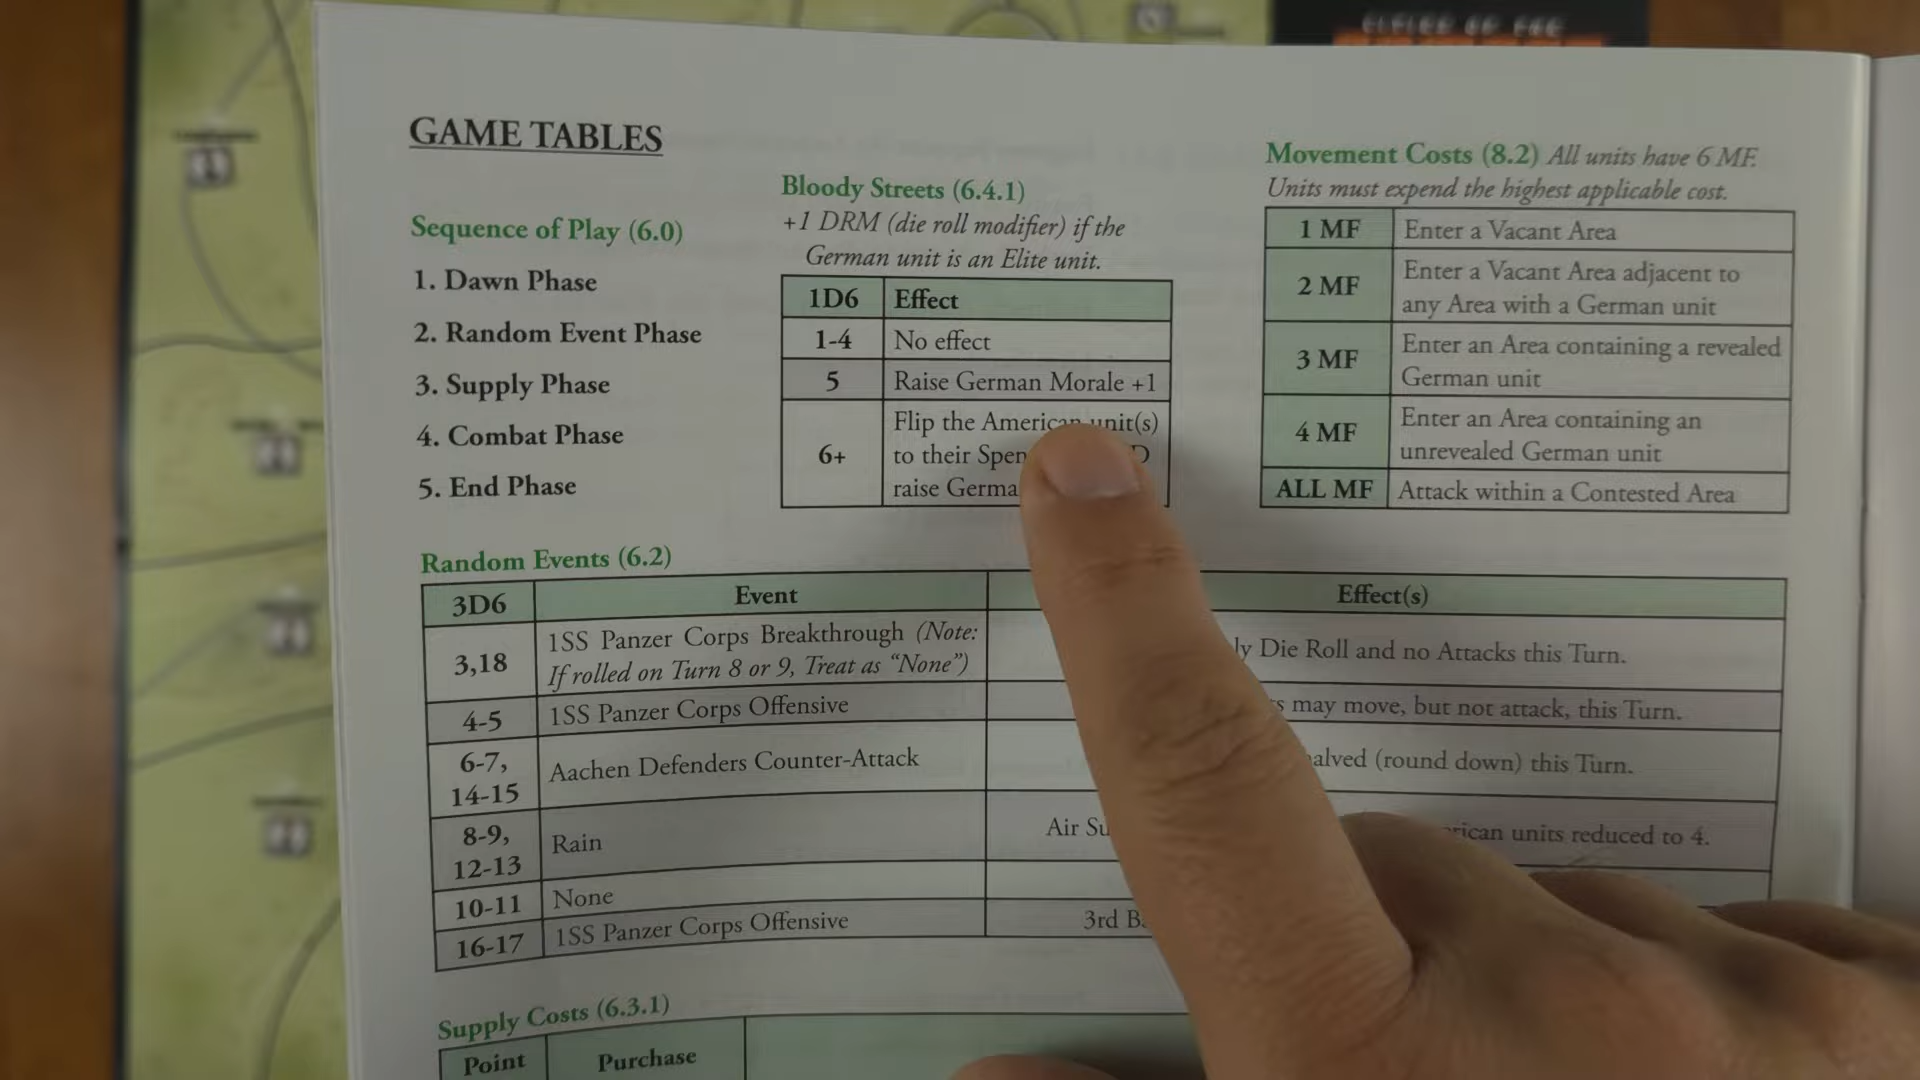 GAME TABLES
Sequence of Play (6.0)
1. Dawn Phase
2. Random Event Phase
3. Supply Phase
4. Combat Phase
5. End Phase
Bloody Streets (6.4.1)
+1 DRM (die roll modifier) if the
German unit is an Elite unit.
1D6 Effect
1-4 No effect
5 Raise German Morale +1
6+ Flip the American unit(s)
to their
raise
Movement Costs (8.2) All units have 6 MF.
Units must expend the highest applicable cost.
1 MF Enter a Vacant Area
2 MF Enter a Vacant Area adjacent to
any Area with a German unit
3 MF Enter an Area containing a revealed
German unit
4 MF Enter an Area containing an
unrevealed German unit
ALL MF Attack within a Contested Area
Random Events (6.2)
3D6 Event Effect(s)
3,18 1SS Panzer Corps Breakthrough (Note:
If rolled on Turn 8 or 9, Treat as “None”)
Die Roll and no Attacks this Turn.
4-5 1SS Panzer Corps Offensive may move, but not attack, this Turn.
6-7,
14-15 Aachen Defenders Counter-Attack (round down) this Turn.
8-9,
12-13 Rain Air units reduced to 4.
10-11 None
16-17 1SS Panzer Corps Offensive 3rd
Supply Costs (6.3.1)
Point Purchase